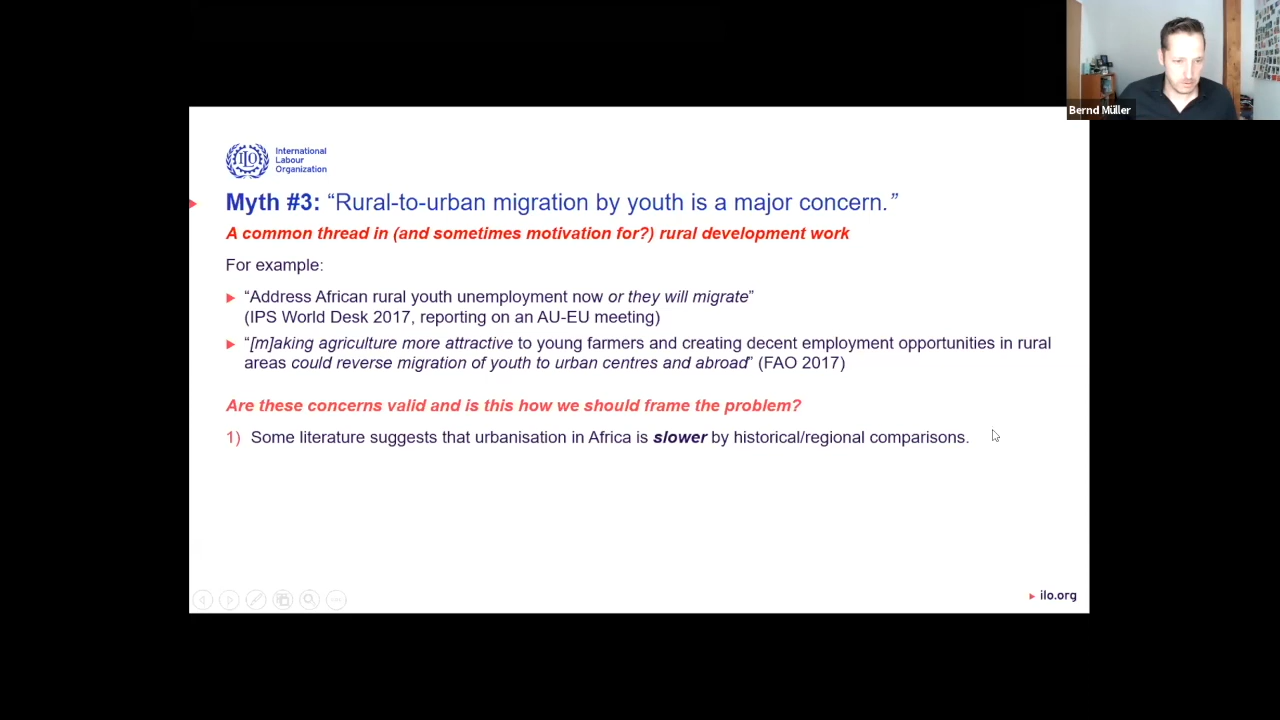 Bernd Müller
ILO
International
Labour
Organization
Myth #3: “Rural-to-urban migration by youth is a major concern.”
A common thread in (and sometimes motivation for?) rural development work
For example:
“Address African rural youth unemployment now or they will migrate”
(IPS World Desk 2017, reporting on an AU-EU meeting)
“[m]aking agriculture more attractive to young farmers and creating decent employment opportunities in rural
areas could reverse migration of youth to urban centres and abroad” (FAO 2017)
Are these concerns valid and is this how we should frame the problem?
1) Some literature suggests that urbanisation in Africa is slower by historical/regional comparisons.
ilo.org